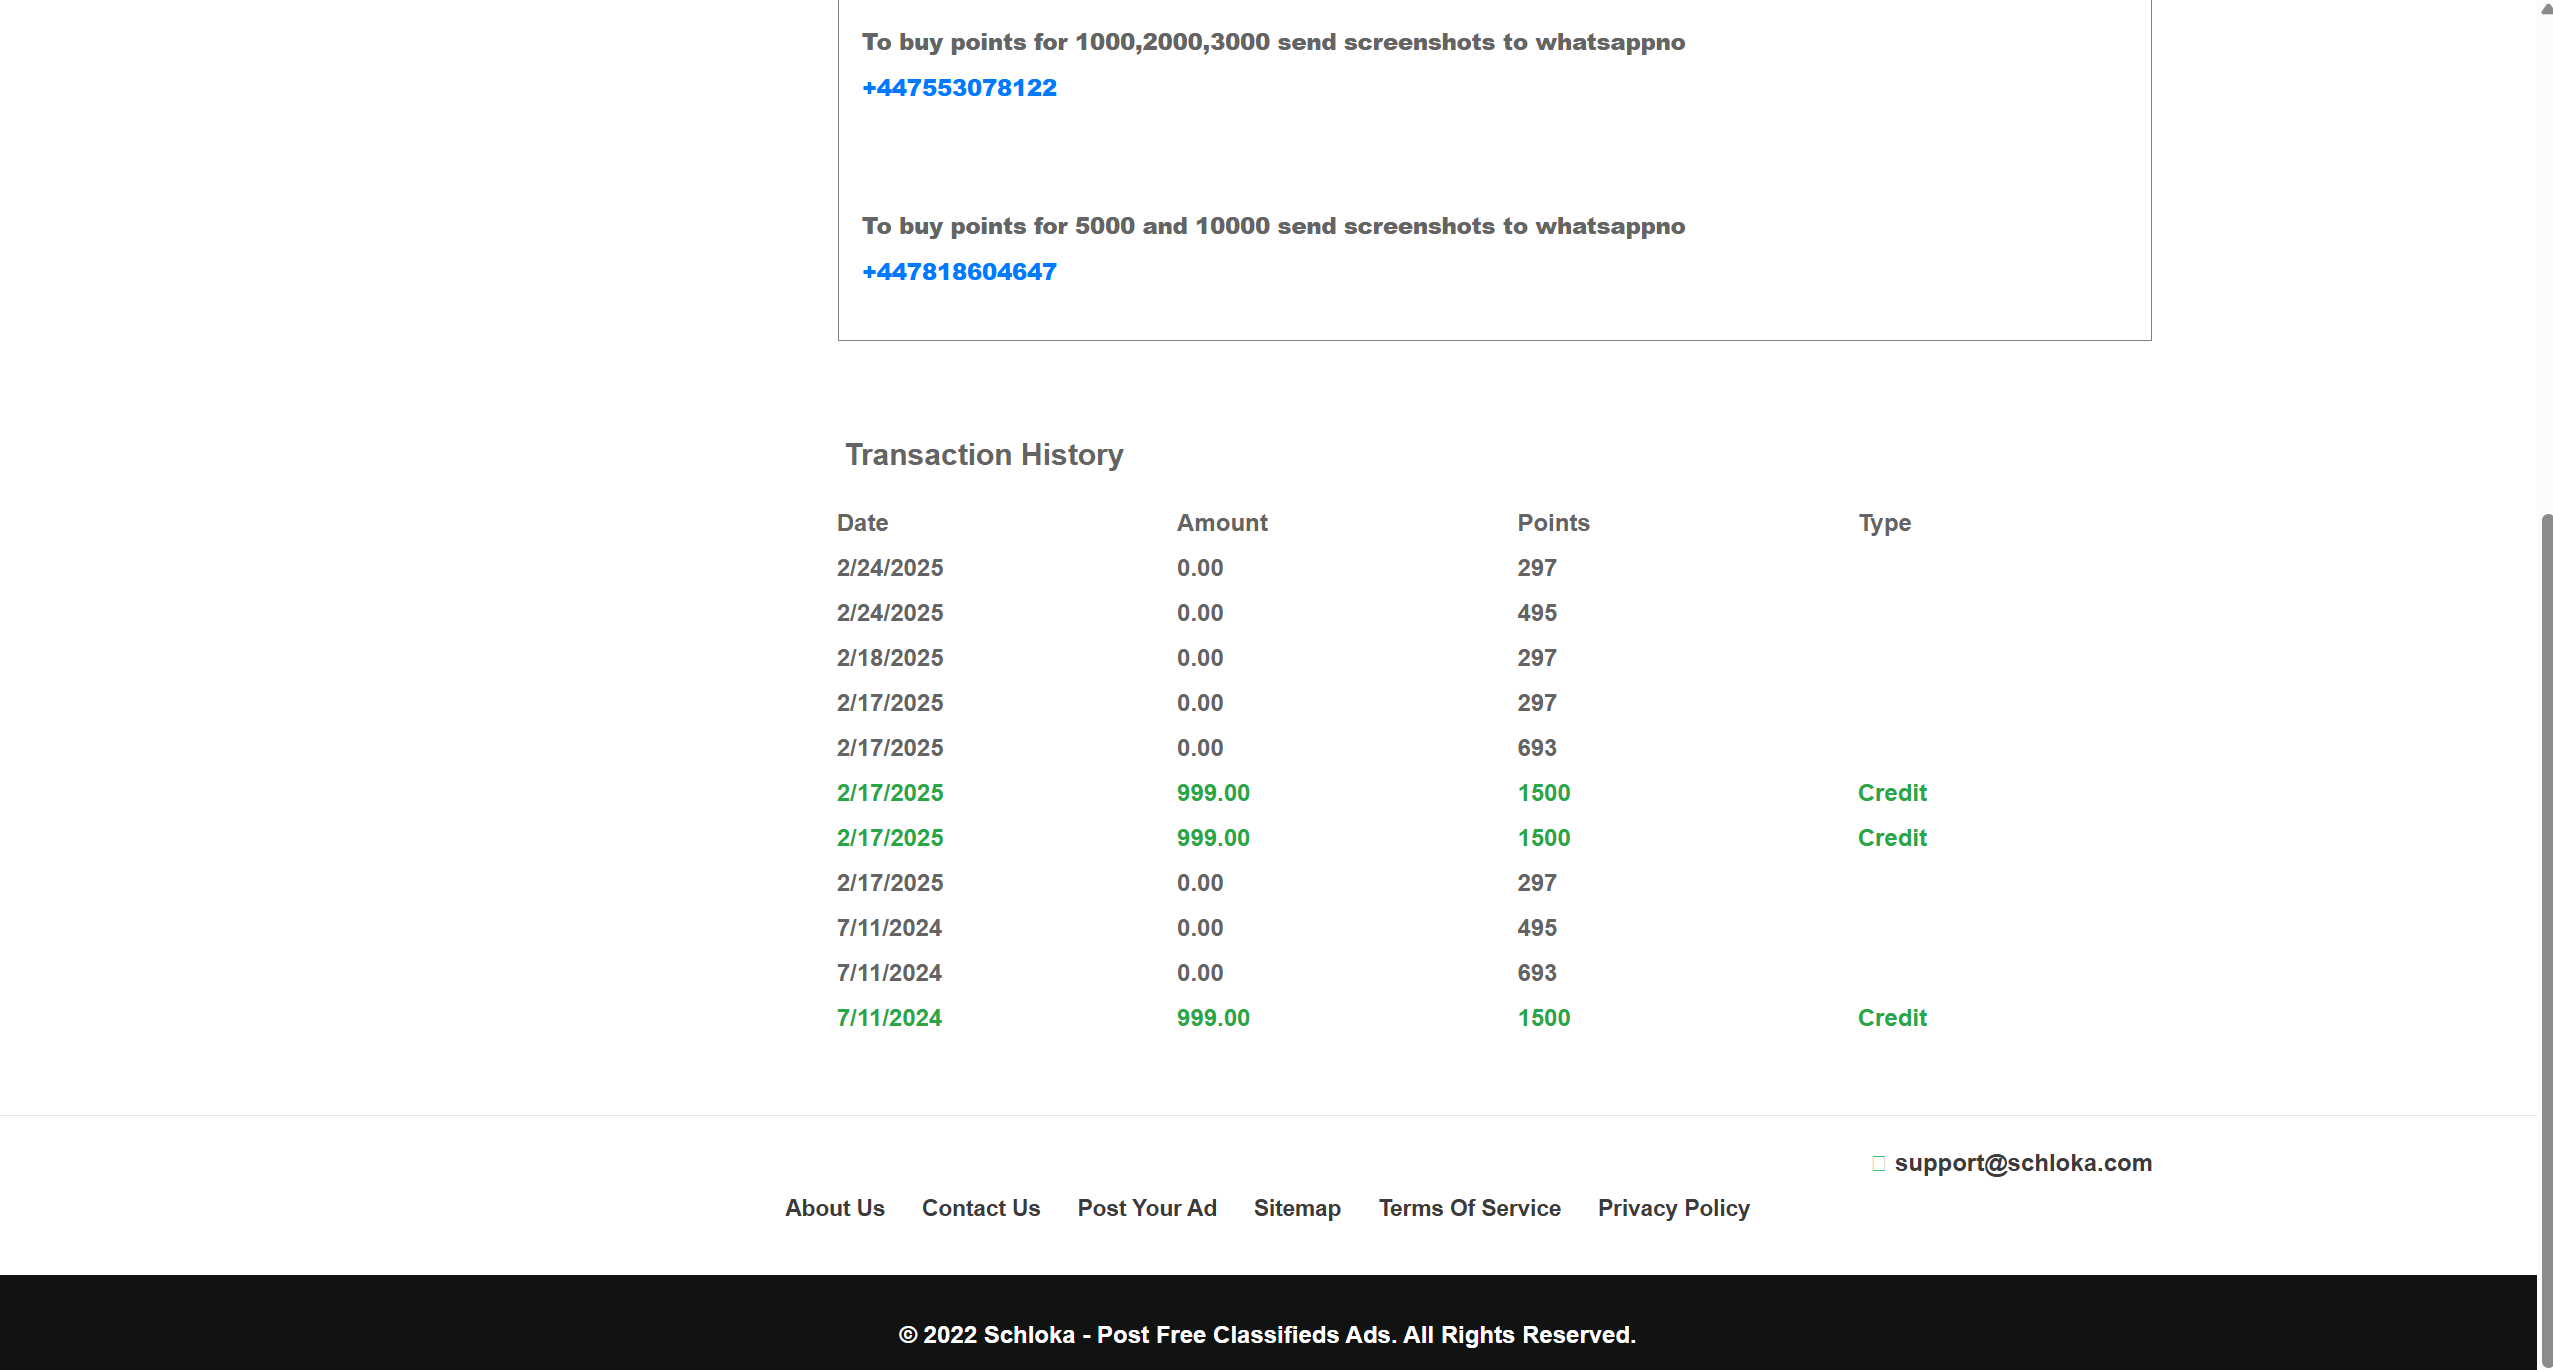 To buy points for 1000,2000,3000 send screenshots to whatsappno
+447553078122
To buy points for 5000 and 10000 send screenshots to whatsappno
+447818604647
Transaction History
Date Amount Points Type
2/24/2025 0.00 297
2/24/2025 0.00 495
2/18/2025 0.00 297
2/17/2025 0.00 297
2/17/2025 0.00 693
2/17/2025 999.00 1500 Credit
2/17/2025 999.00 1500 Credit
2/17/2025 0.00 297
7/11/2024 0.00 495
7/11/2024 0.00 693
7/11/2024 999.00 1500 Credit
support@schloka.com
About Us Contact Us Post Your Ad Sitemap Terms Of Service Privacy Policy
© 2022 Schloka - Post Free Classifieds Ads. All Rights Reserved.